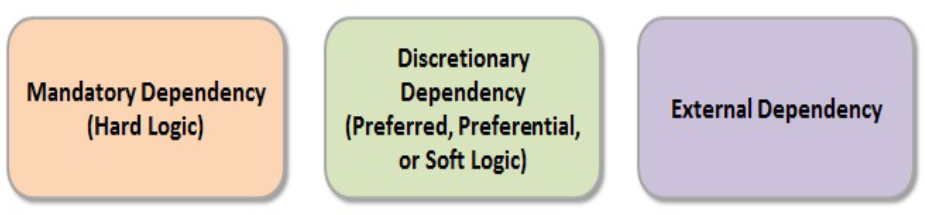 Mandatory Dependency
(Hard Logic)
Discretionary
Dependency
(Preferred, Preferential,
or Soft Logic)
External Dependency